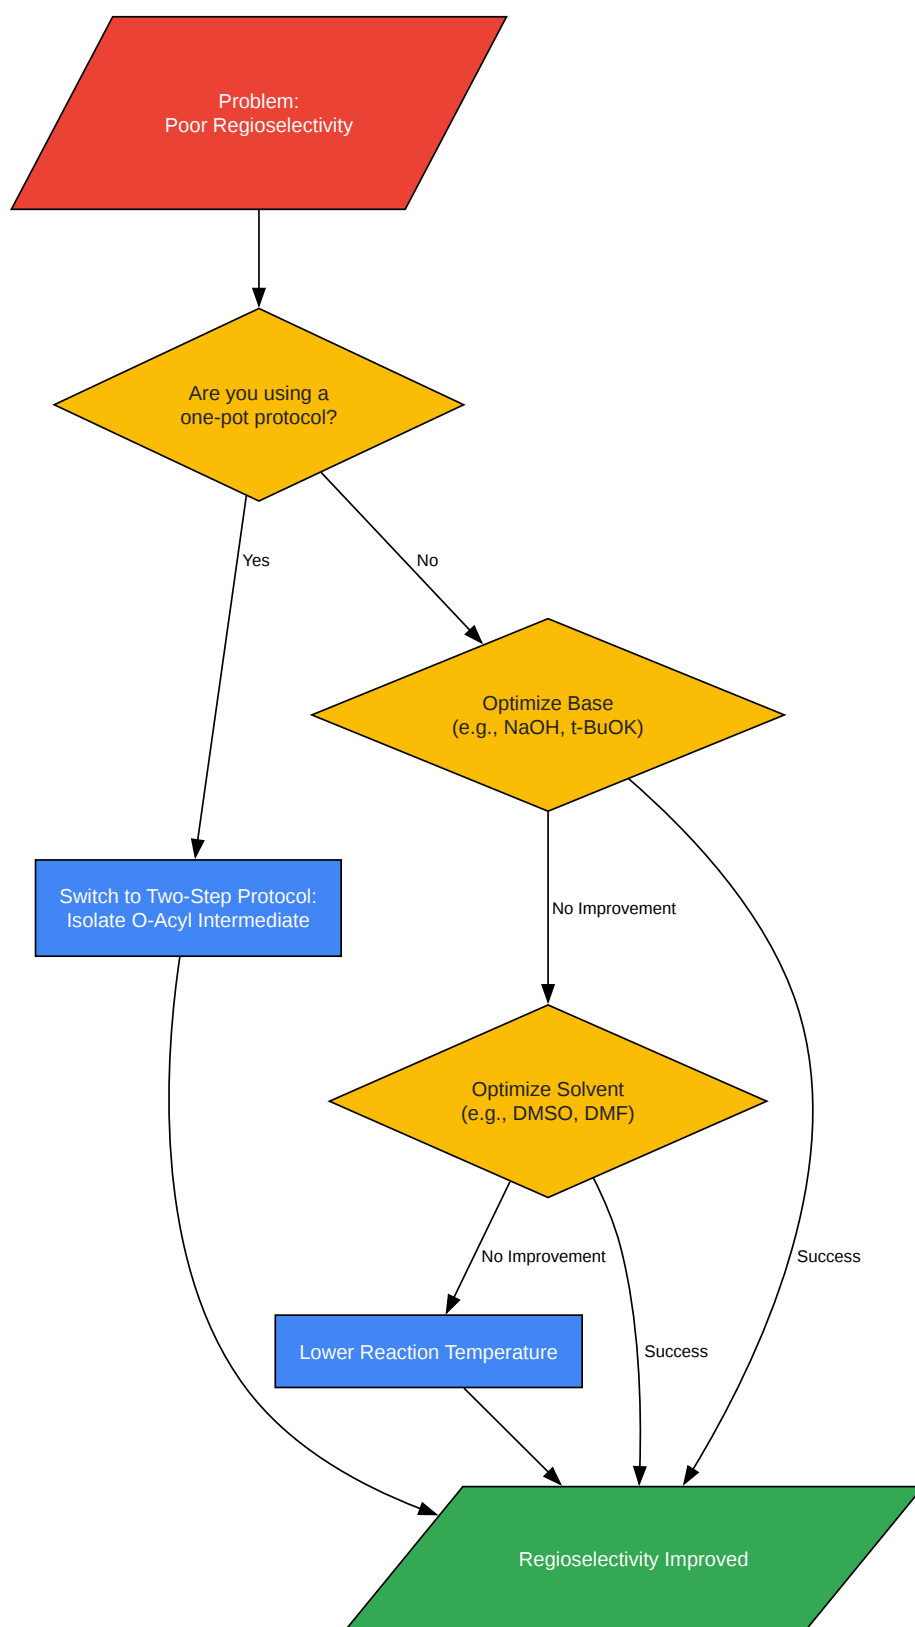 Problem:
Poor Regioselectivity
Are you using a
one-pot protocol?
Yes
No
Optimize Base
(e.g., NaOH, t-BuOK)
Switch to Two-Step Protocol:
Isolate O-Acyl Intermediate
No Improvement
Optimize Solvent
(e.g., DMSO, DMF)
No Improvement
Success
Lower Reaction Temperature
Success
Regioselectivity Improved